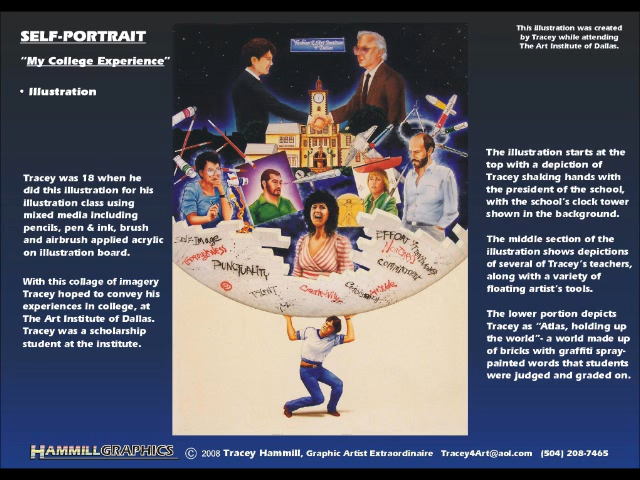 SELF-PORTRAIT
"My College Experience"
• Illustration
Tracey was 18 when he
did this illustration for his
illustration class using
mixed media including
pencils, pen & ink, brush
and airbrush applied acrylic
on illustration board.
With this collage of imagery
Tracey hoped to convey his
experiences in college, at
The Art Institute of Dallas.
Tracey was a scholarship
student at the institute.
Self Image
PUNCTUALITY
TALENT
Create-Vity
EFFORT
COMMITMENT
This illustration was created
by Tracey while attending
The Art Institute of Dallas.
The illustration starts at the
top with a depiction of
Tracey shaking hands with
the president of the school,
with the school's clock tower
shown in the background.
The middle section of the
illustration shows depictions
of several of Tracey's teachers,
along with a variety of
floating artist's tools.
The lower portion depicts
Tracey as "Atlas, holding up
the world"- a world made up
of bricks with graffiti spray-
painted words that students
were judged and graded on.
HAMMILLGRAPHICS © 2008 Tracey Hammill, Graphic Artist Extraordinaire Tracey4Art@aol.com (504) 208-7465